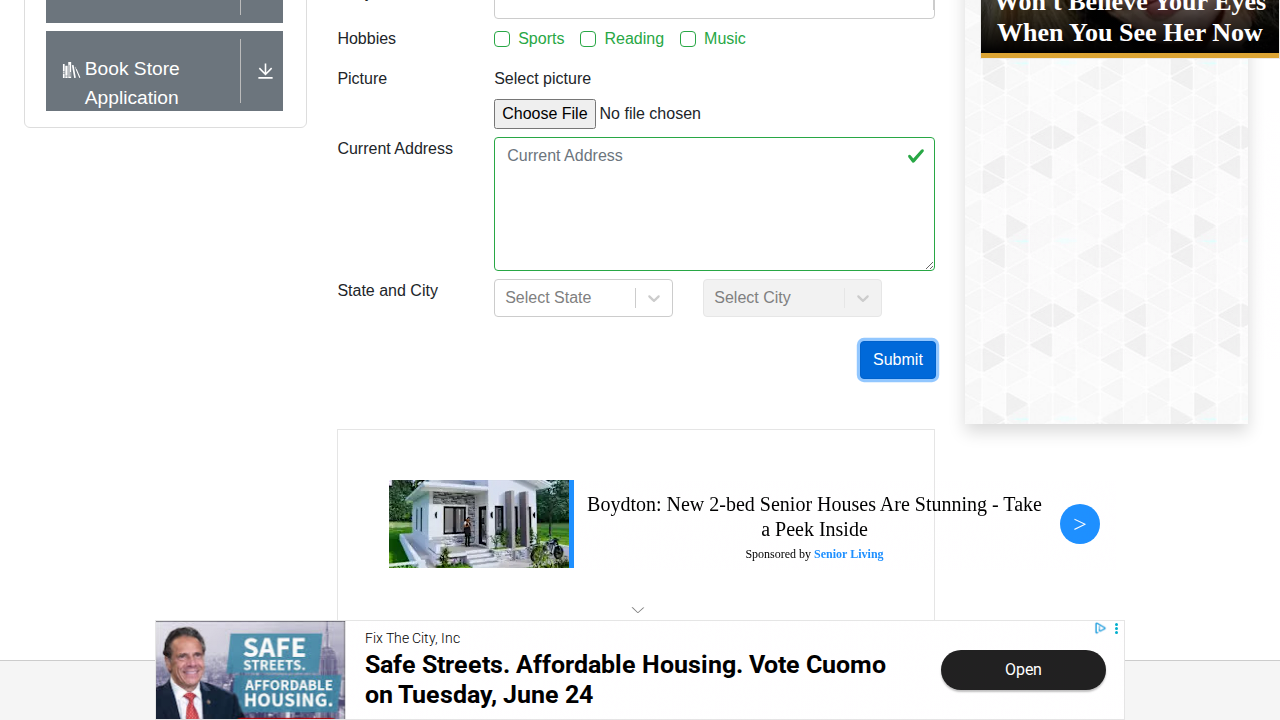 Won't Believe Your Eyes
When You See Her Now
Hobbies
Sports
Reading
Music
Book Store
Application
Picture
Select picture
Choose File No file chosen
Current Address
Current Address
State and City
Select State
Select City
Submit
Boydton: New 2-bed Senior Houses Are Stunning - Take
a Peek Inside
Sponsored by Senior Living
>
SAFE
STREETS.
AFFORDABLE
HOUSING.
Fix The City, Inc
Safe Streets. Affordable Housing. Vote Cuomo
on Tuesday, June 24
Open